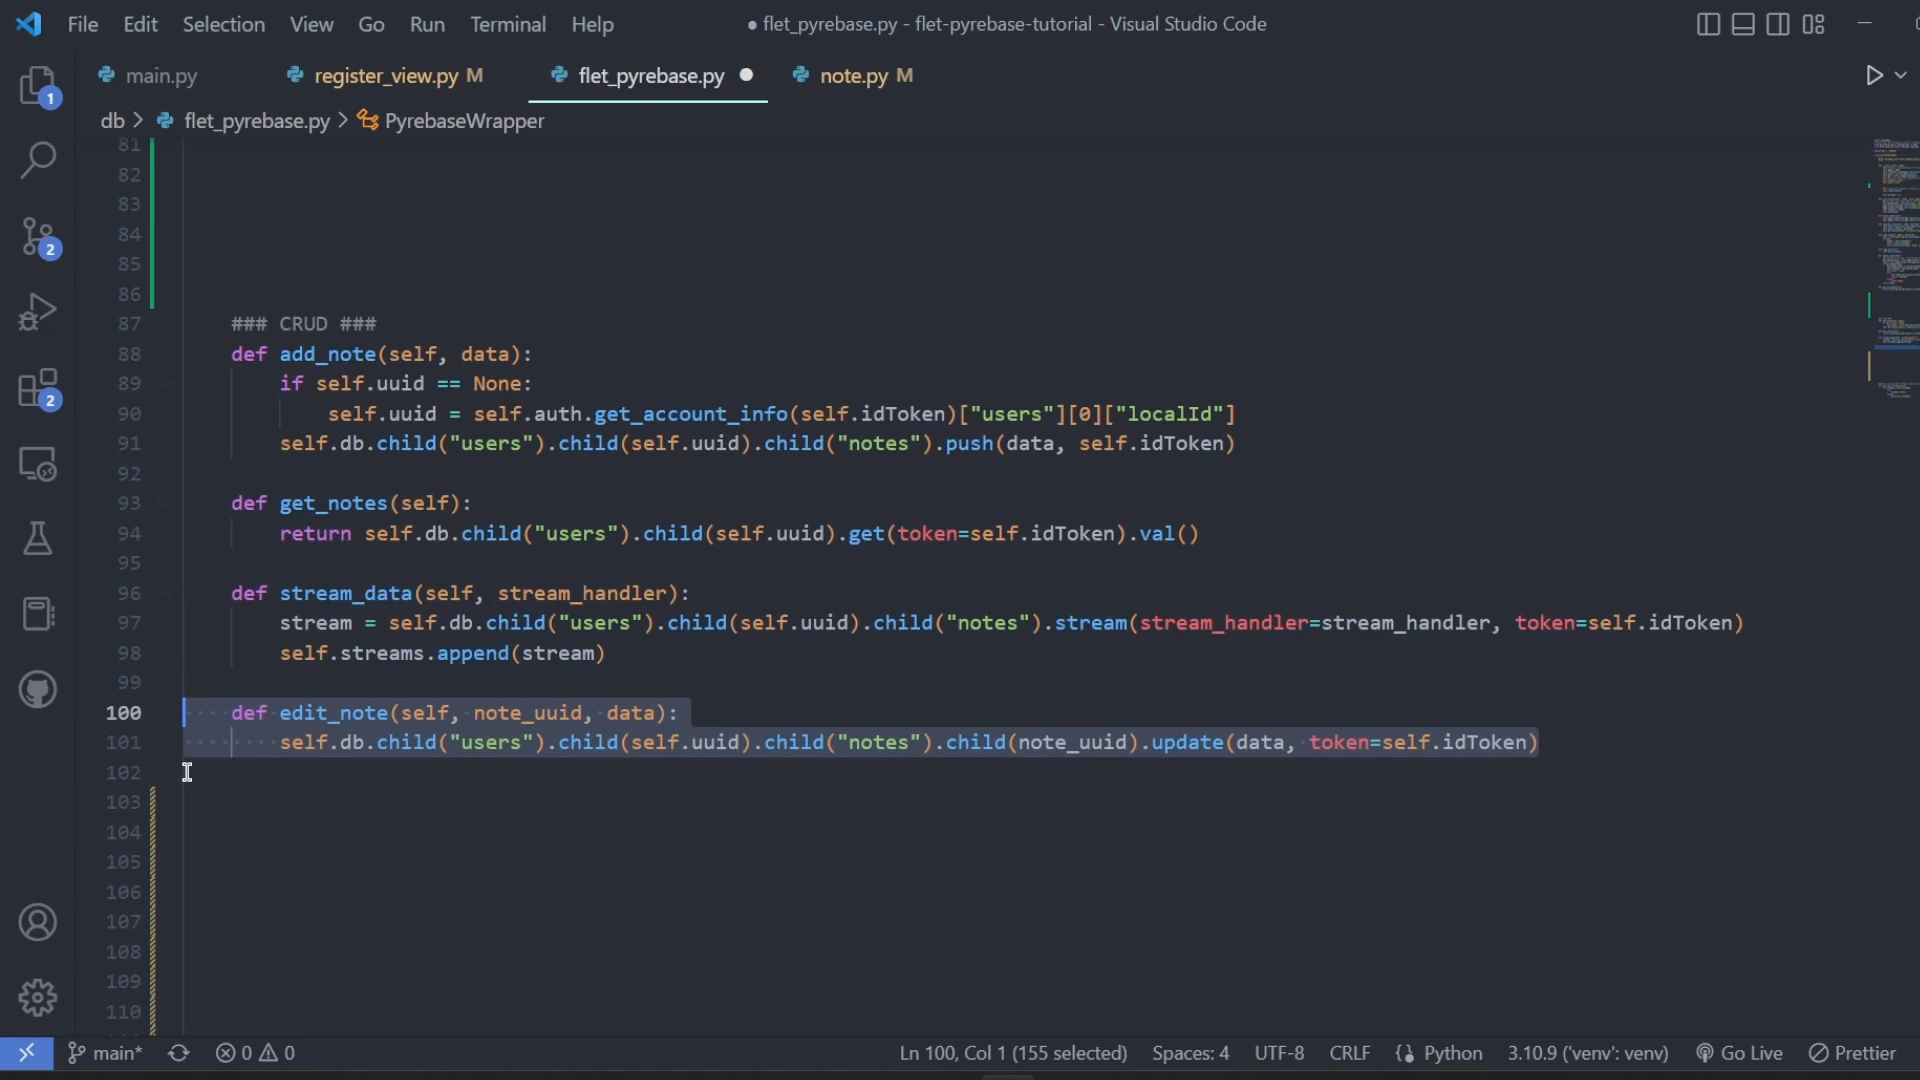 File Edit Selection View Go Run Terminal Help
● flet_pyrebase.py - flet-pyrebase-tutorial - Visual Studio Code
main.py
register_view.py M
flet_pyrebase.py ●
note.py M
db > flet_pyrebase.py > PyrebaseWrapper
1
2
2
81
82
83
84
85
86
87 ### CRUD ###
88 def add_note(self, data):
89 if self.uuid == None:
90 self.uuid = self.auth.get_account_info(self.idToken)["users"][0]["localId"]
91 self.db.child("users").child(self.uuid).child("notes").push(data, self.idToken)
92
93 def get_notes(self):
94 return self.db.child("users").child(self.uuid).get(token=self.idToken).val()
95
96 def stream_data(self, stream_handler):
97 stream = self.db.child("users").child(self.uuid).child("notes").stream(stream_handler=stream_handler, token=self.idToken)
98 self.streams.append(stream)
99
100 def edit_note(self, note_uuid, data):
101 self.db.child("users").child(self.uuid).child("notes").child(note_uuid).update(data, token=self.idToken)
102
103
104
105
106
107
108
109
110
main* 0 0 Ln 100, Col 1 (155 selected) Spaces: 4 UTF-8 CRLF Python 3.10.9 ('venv': venv) Go Live Prettier